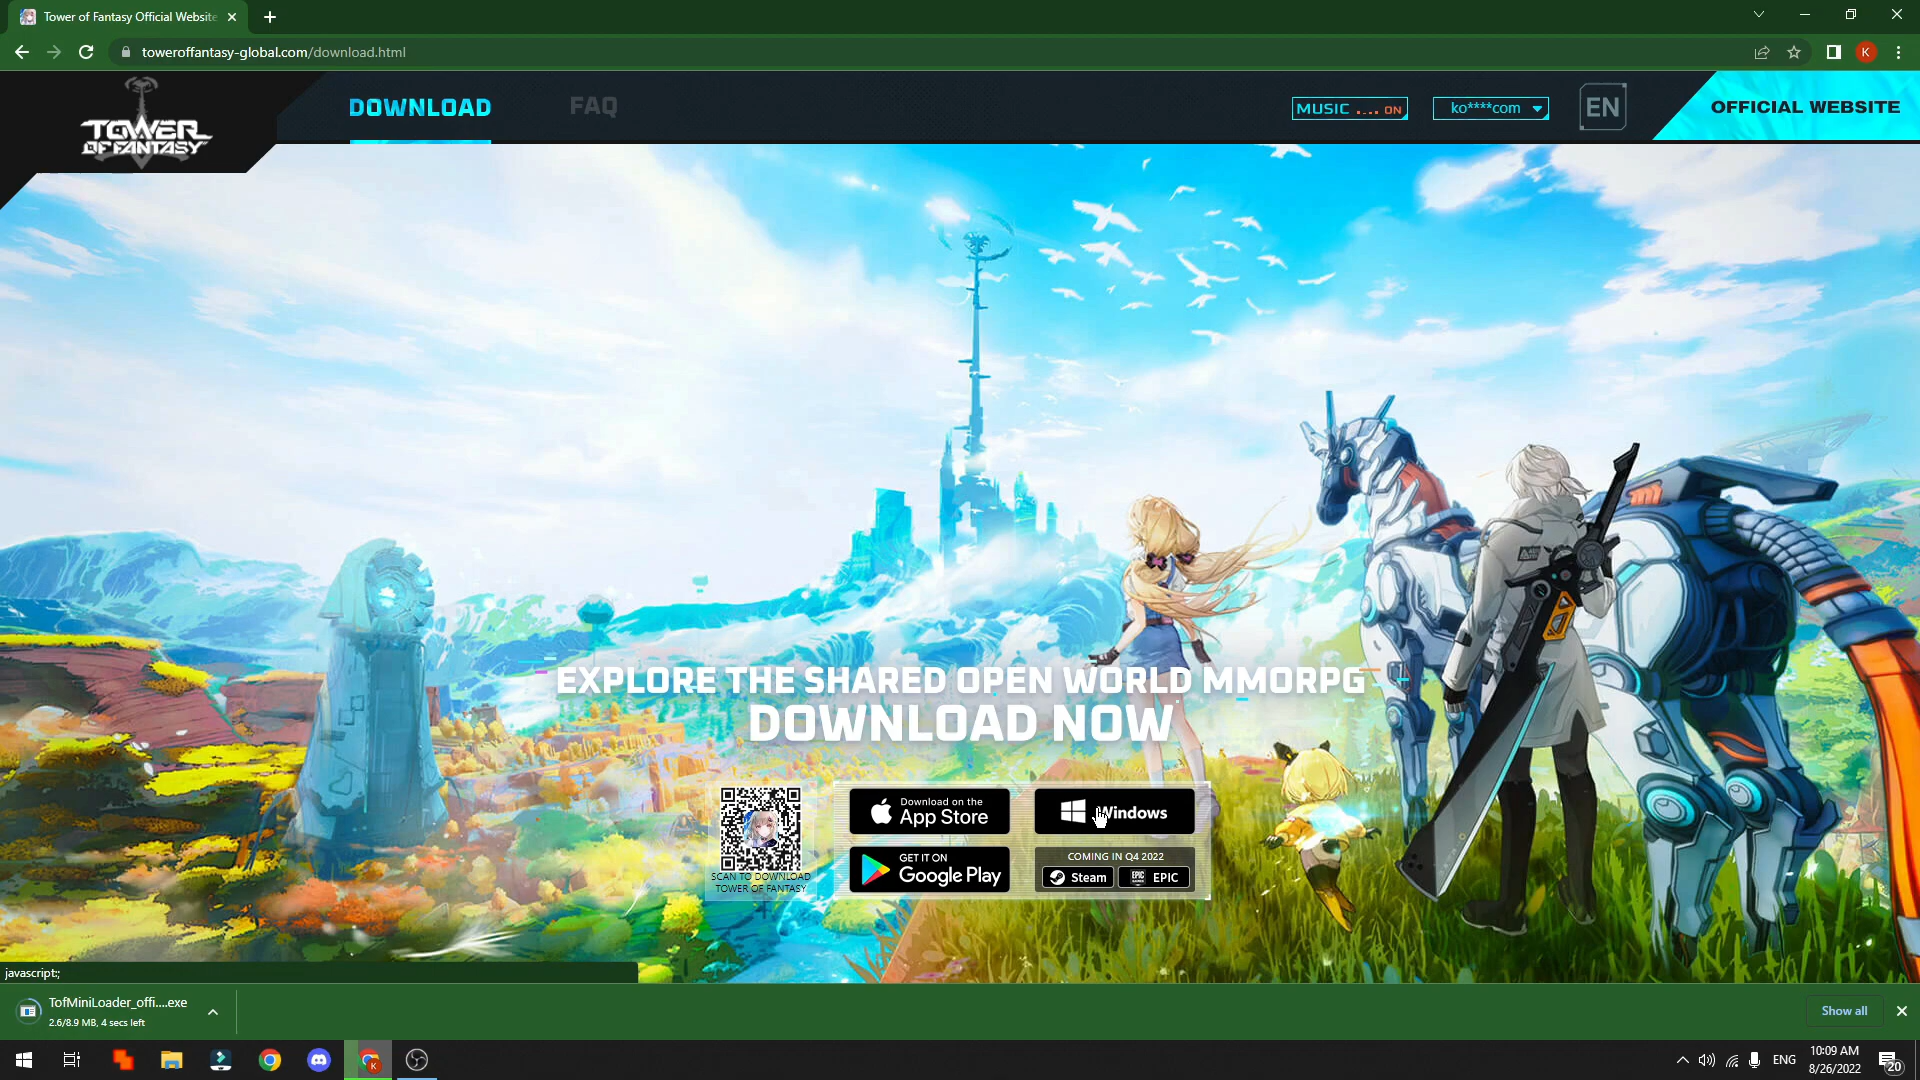 Tower of Fantasy Official Website
toweroffantasy-global.com/download.html
K
TOWER
OF FANTASY
DOWNLOAD
FAQ
MUSIC .... ON
ko****com
EN
OFFICIAL WEBSITE
EXPLORE THE SHARED OPEN WORLD MMORPG
DOWNLOAD NOW
SCAN TO DOWNLOAD
TOWER OF FANTASY
Download on the
App Store
Windows
GET IT ON
Google Play
COMING IN Q4 2022
Steam
EPIC
GAMES
EPIC
javascript:;
TofMiniLoader_offi....exe
2.6/8.9 MB, 4 secs left
Show all
K
ENG
10:09 AM
8/26/2022
20